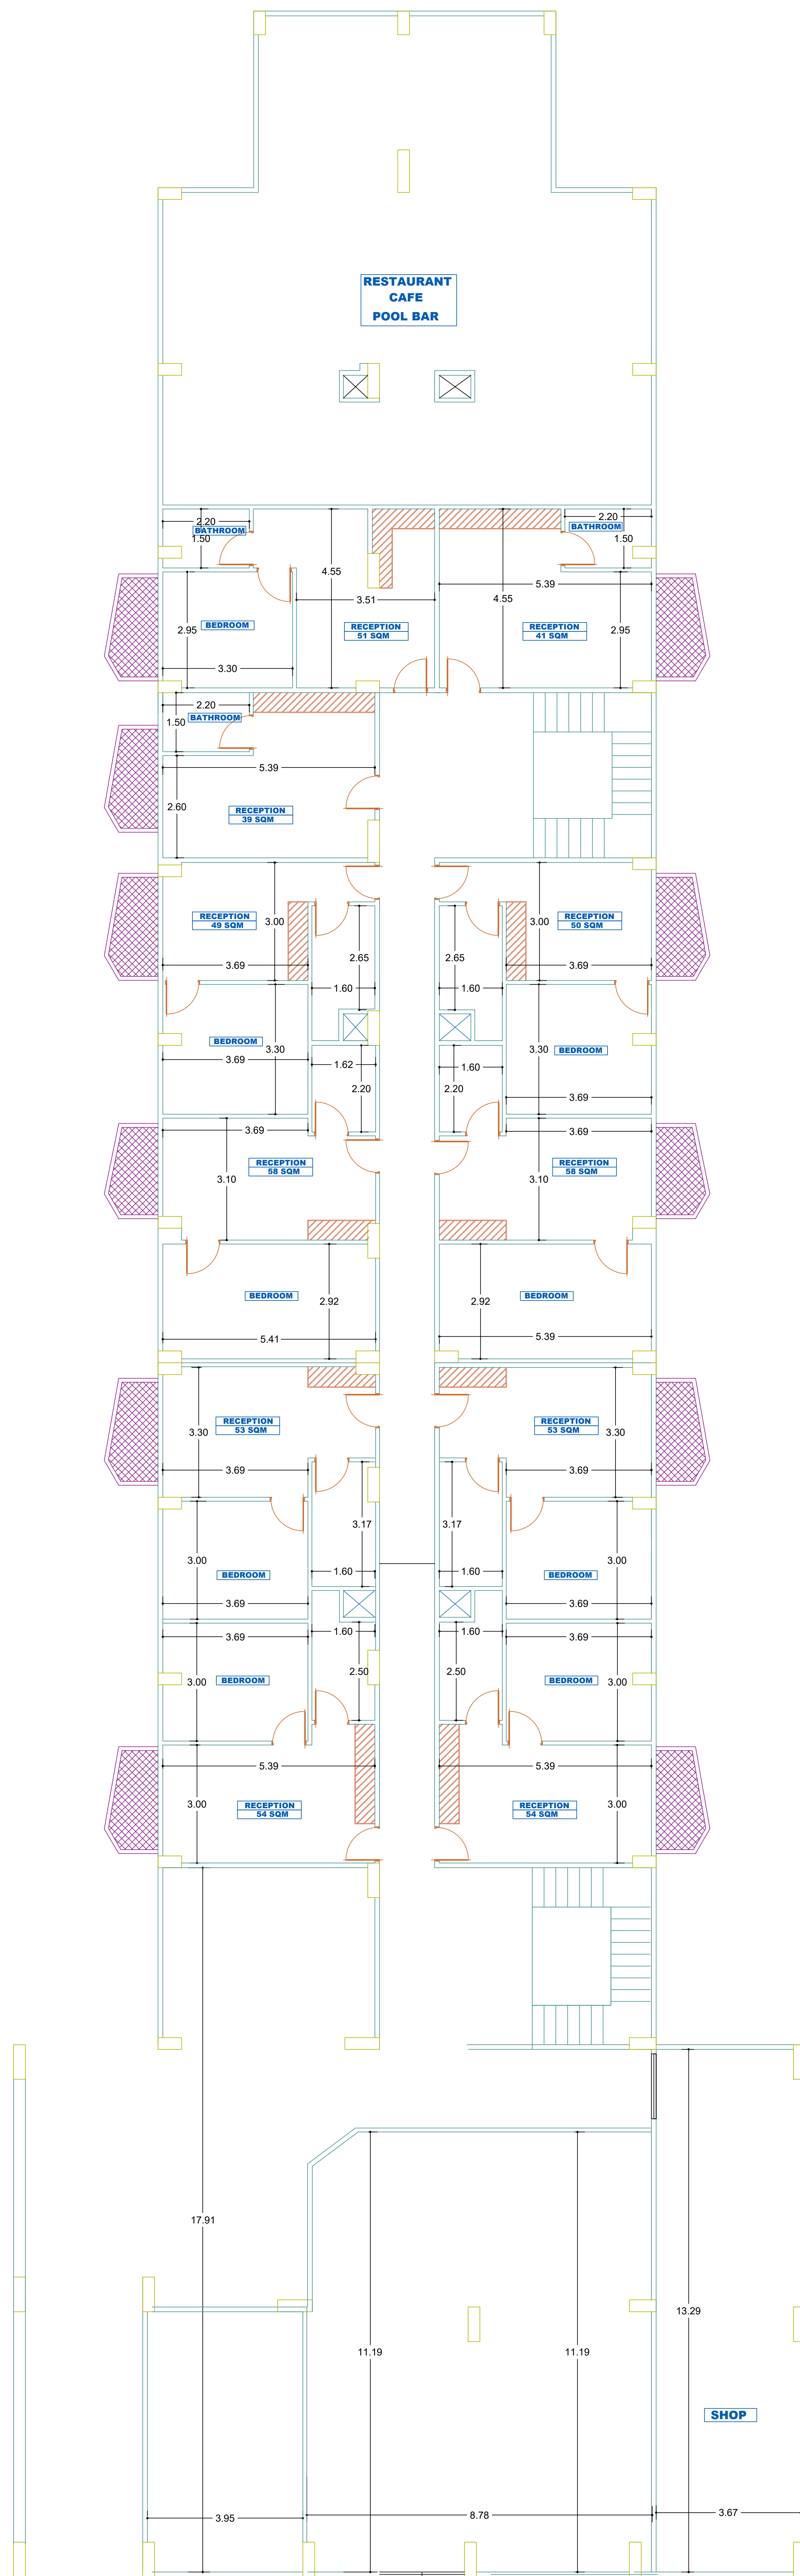 RESTAURANT
CAFE
POOL BAR
2.20
BATHROOM
1.50
2.20
BATHROOM
1.50
4.55
5.39
4.55
3.51
BEDROOM
2.95
3.30
RECEPTION
51 SQM
RECEPTION
41 SQM
2.95
2.20
BATHROOM
1.50
5.39
2.60
RECEPTION
39 SQM
RECEPTION
49 SQM
3.00
3.00
RECEPTION
50 SQM
2.65
2.65
3.69
3.69
1.60
1.60
BEDROOM
3.30
3.30
BEDROOM
3.69
1.62
2.20
1.60
2.20
3.69
3.69
3.69
RECEPTION
58 SQM
RECEPTION
58 SQM
3.10
3.10
BEDROOM
2.92
2.92
BEDROOM
5.41
5.39
RECEPTION
53 SQM
RECEPTION
53 SQM
3.30
3.30
3.69
3.69
3.17
3.17
3.00
3.00
BEDROOM
1.60
1.60
BEDROOM
3.69
3.69
3.69
1.60
1.60
3.69
2.50
2.50
BEDROOM
BEDROOM
3.00
3.00
5.39
5.39
3.00
3.00
RECEPTION
54 SQM
RECEPTION
54 SQM
17.91
13.29
11.19
11.19
SHOP
3.95
8.78
3.67